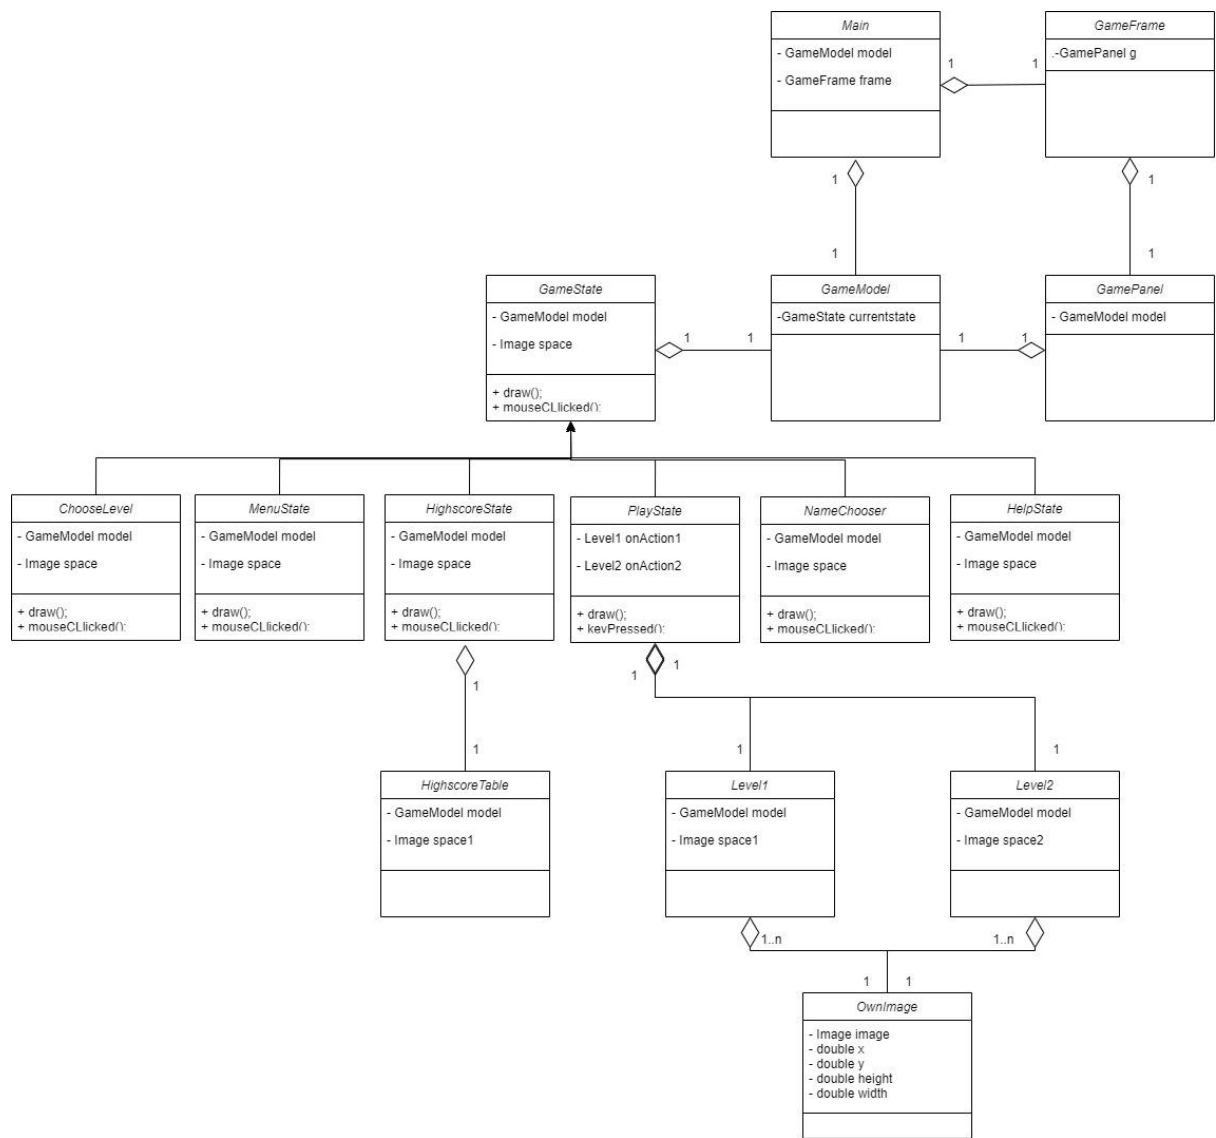 Main
- GameModel model
- GameFrame frame
GameFrame
.-GamePanel g
1
1
1
1
1
1
GameState
- GameModel model
- Image space
+ draw();
+ mouseCLlicked();
1
1
GameModel
-GameState currentstate
1
1
GamePanel
- GameModel model
ChooseLevel
- GameModel model
- Image space
+ draw();
+ mouseCLlicked();
MenuState
- GameModel model
- Image space
+ draw();
+ mouseCLlicked();
HighscoreState
- GameModel model
- Image space
+ draw();
+ mouseCLlicked();
PlayState
- Level1 onAction1
- Level2 onAction2
+ draw();
+ keyPressed();
NameChooser
- GameModel model
- Image space
+ draw();
+ mouseCLlicked();
HelpState
- GameModel model
- Image space
+ draw();
+ mouseCLlicked();
1
1
1
1
1
1
HighscoreTable
- GameModel model
- Image space1
Level1
- GameModel model
- Image space1
Level2
- GameModel model
- Image space2
1..n
1..n
1
1
OwnImage
- Image image
- double x
- double y
- double height
- double width